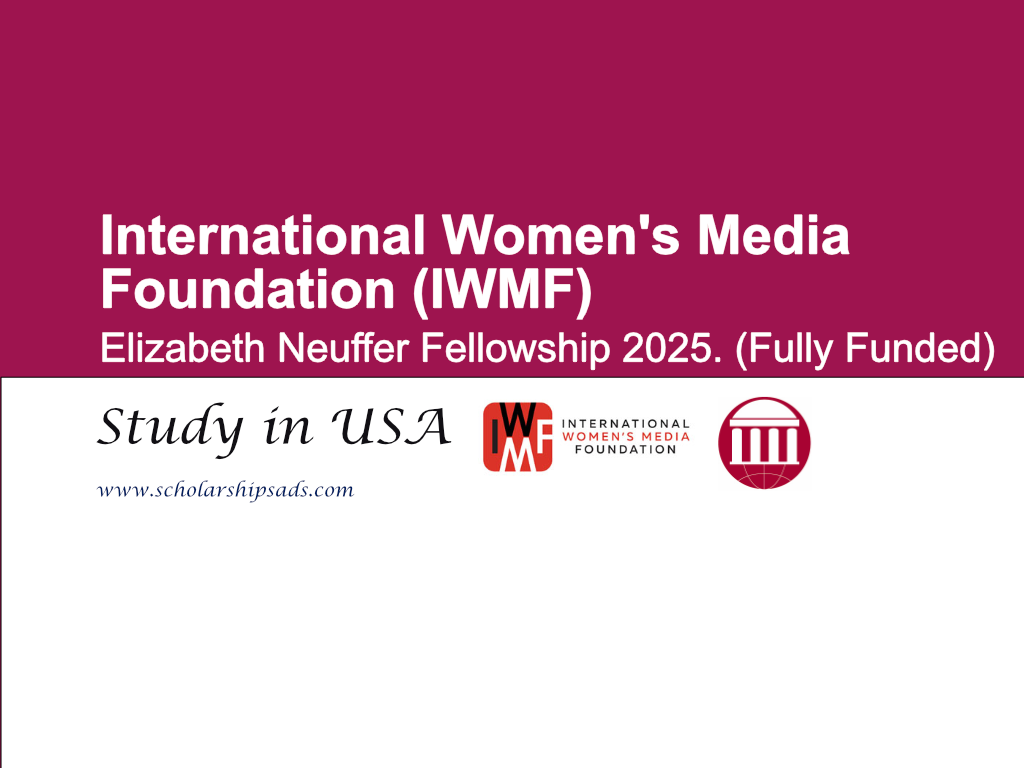 International Women's Media
Foundation (IWMF)
Elizabeth Neuffer Fellowship 2025. (Fully Funded)
Study in USA
www.scholarshipsads.com
IWMF
INTERNATIONAL
WOMEN'S MEDIA
FOUNDATION